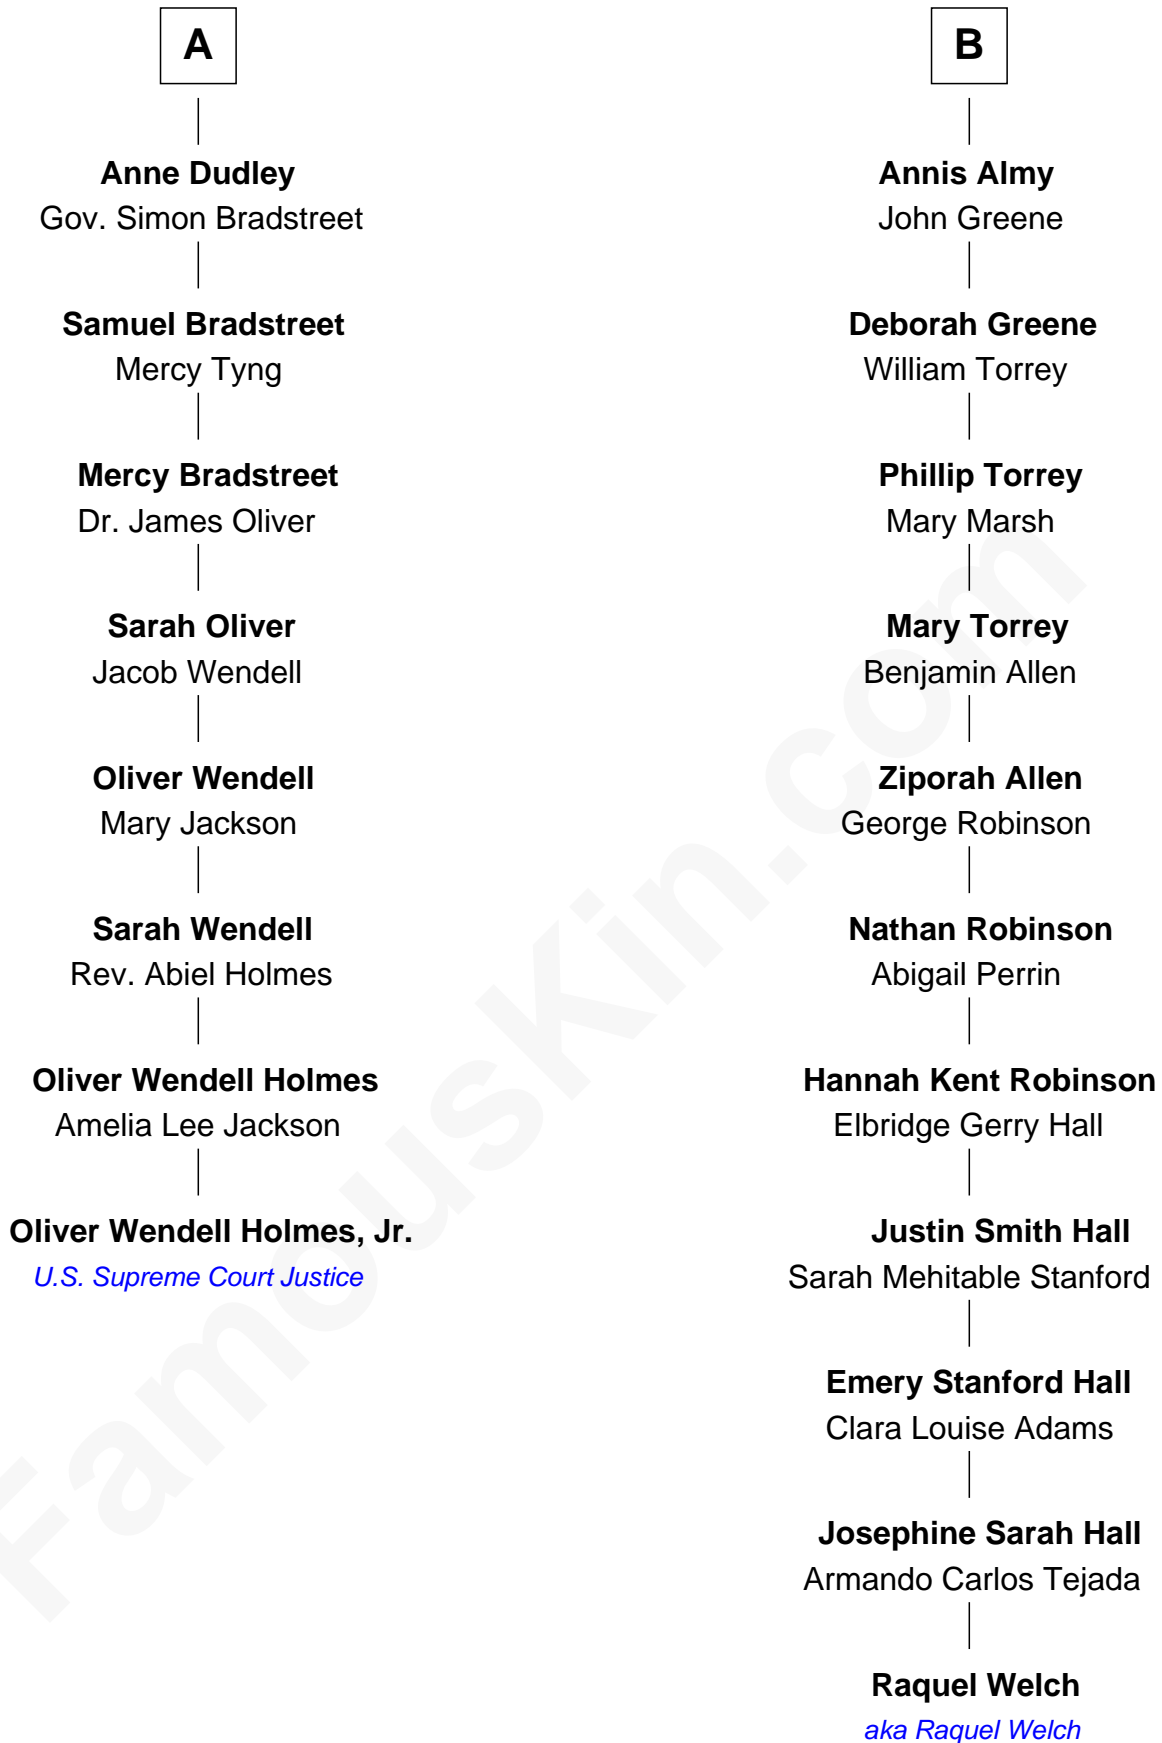 A
Anne Dudley
Gov. Simon Bradstreet
Samuel Bradstreet
Mercy Tyng
Mercy Bradstreet
Dr. James Oliver
Sarah Oliver
Jacob Wendell
Oliver Wendell
Mary Jackson
Sarah Wendell
Rev. Abiel Holmes
Oliver Wendell Holmes
Amelia Lee Jackson
Oliver Wendell Holmes, Jr.
U.S. Supreme Court Justice
B
Annis Almy
John Greene
Deborah Greene
William Torrey
Phillip Torrey
Mary Marsh
Mary Torrey
Benjamin Allen
Ziporah Allen
George Robinson
Nathan Robinson
Abigail Perrin
Hannah Kent Robinson
Elbridge Gerry Hall
Justin Smith Hall
Sarah Mehitable Stanford
Emery Stanford Hall
Clara Louise Adams
Josephine Sarah Hall
Armando Carlos Tejada
Raquel Welch
aka Raquel Welch
FamousKin.com